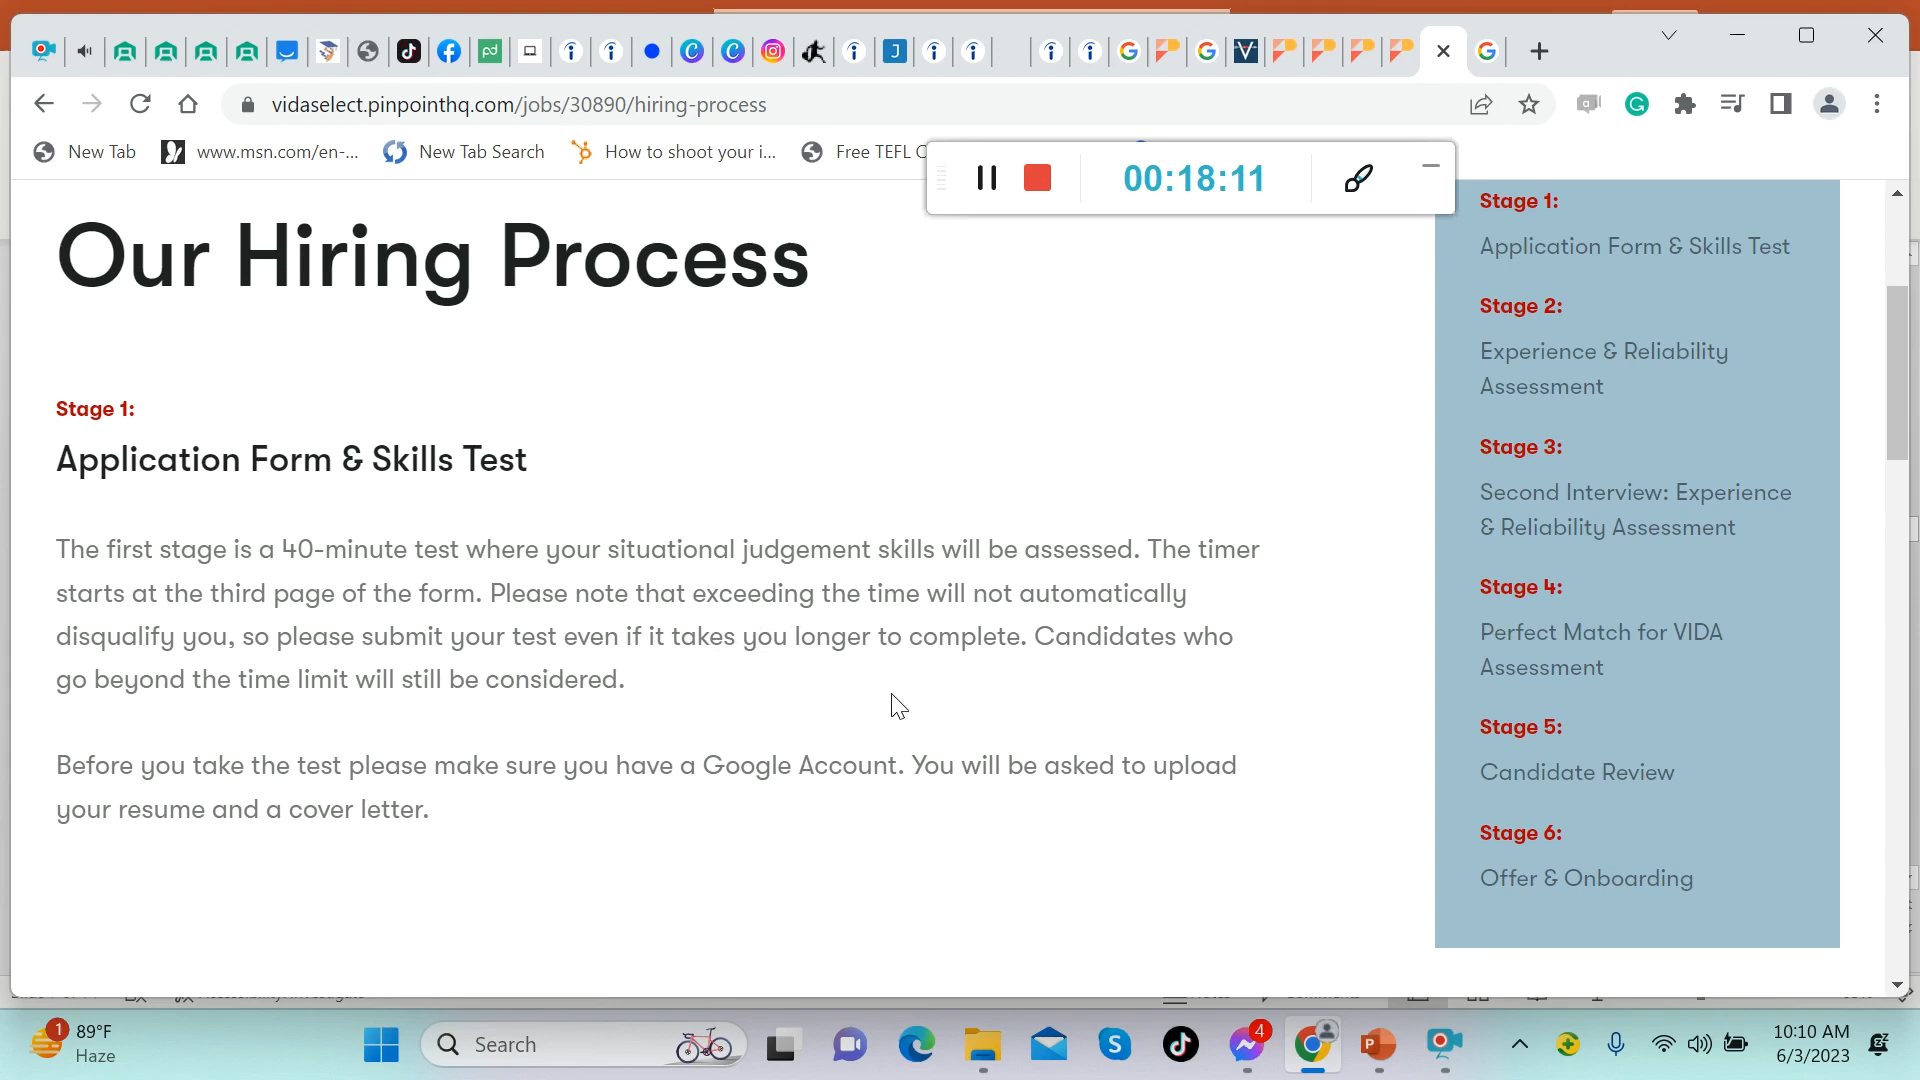 vidaselect.pinpointhq.com/jobs/30890/hiring-process
New Tab
www.msn.com/en-...
New Tab Search
How to shoot your i...
Free TEFL C
00:18:11
Our Hiring Process
Stage 1:
Application Form & Skills Test
The first stage is a 40-minute test where your situational judgement skills will be assessed. The timer
starts at the third page of the form. Please note that exceeding the time will not automatically
disqualify you, so please submit your test even if it takes you longer to complete. Candidates who
go beyond the time limit will still be considered.
Before you take the test please make sure you have a Google Account. You will be asked to upload
your resume and a cover letter.
Stage 1:
Application Form & Skills Test
Stage 2:
Experience & Reliability
Assessment
Stage 3:
Second Interview: Experience
& Reliability Assessment
Stage 4:
Perfect Match for VIDA
Assessment
Stage 5:
Candidate Review
Stage 6:
Offer & Onboarding
1
89°F
Haze
Search
4
10:10 AM
6/3/2023